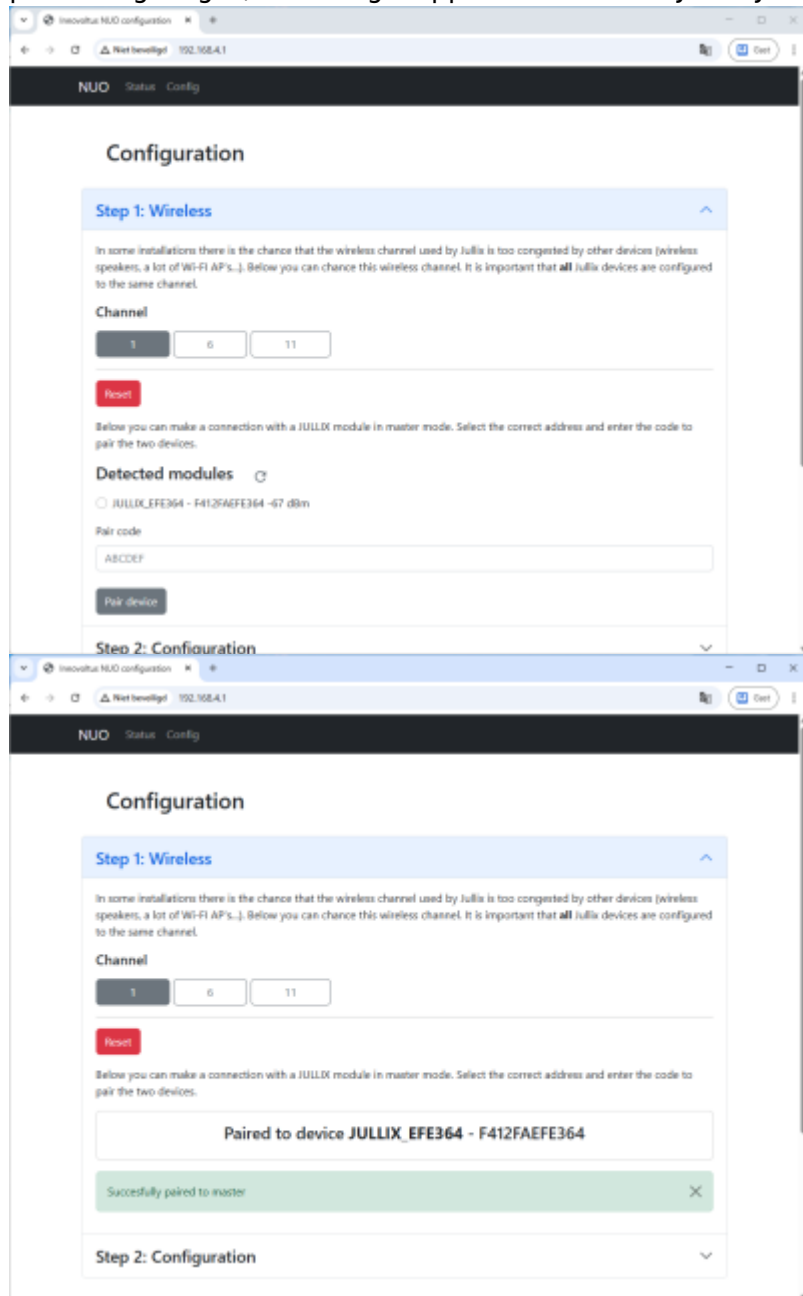 Innovoltus NUO configuration
Niet beveiligd 192.168.4.1
Gast
NUO Status Config
Configuration
Step 1: Wireless
In some installations there is the chance that the wireless channel used by Jullix is too congested by other devices (wireless
speakers, a lot of Wi-Fi AP's...). Below you can chance this wireless channel. It is important that all Jullix devices are configured
to the same channel.
Channel
1 6 11
Reset
Below you can make a connection with a JULLIX module in master mode. Select the correct address and enter the code to
pair the two devices.
Detected modules
JULLIX_EFE364 - F412FAEFE364 -67 dBm
Pair code
ABCDEF
Pair device
Step 2: Configuration
Innovoltus NUO configuration
Niet beveiligd 192.168.4.1
Gast
NUO Status Config
Configuration
Step 1: Wireless
In some installations there is the chance that the wireless channel used by Jullix is too congested by other devices (wireless
speakers, a lot of Wi-Fi AP's...). Below you can chance this wireless channel. It is important that all Jullix devices are configured
to the same channel.
Channel
1 6 11
Reset
Below you can make a connection with a JULLIX module in master mode. Select the correct address and enter the code to
pair the two devices.
Paired to device JULLIX_EFE364 - F412FAEFE364
Succesfully paired to master
Step 2: Configuration